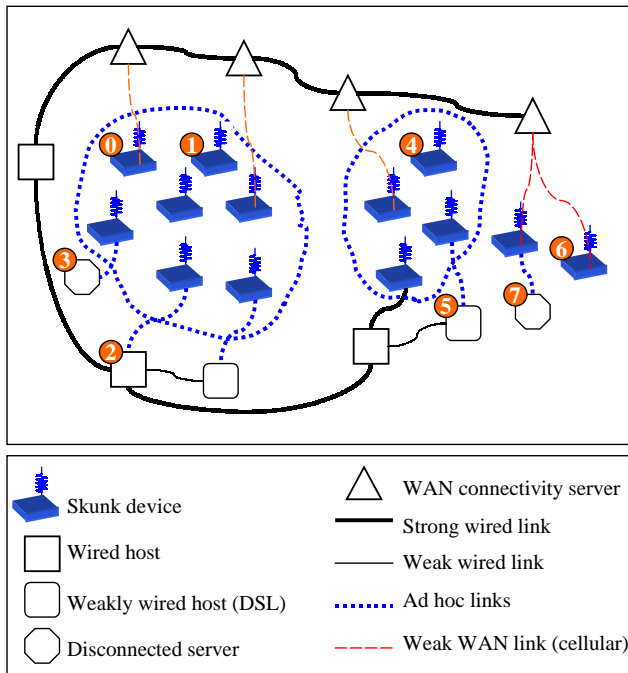 0
1
4
3
6
7
5
2
Skunk device
Wired host
Weakly wired host (DSL)
Disconnected server
WAN connectivity server
Strong wired link
Weak wired link
Ad hoc links
Weak WAN link (cellular)